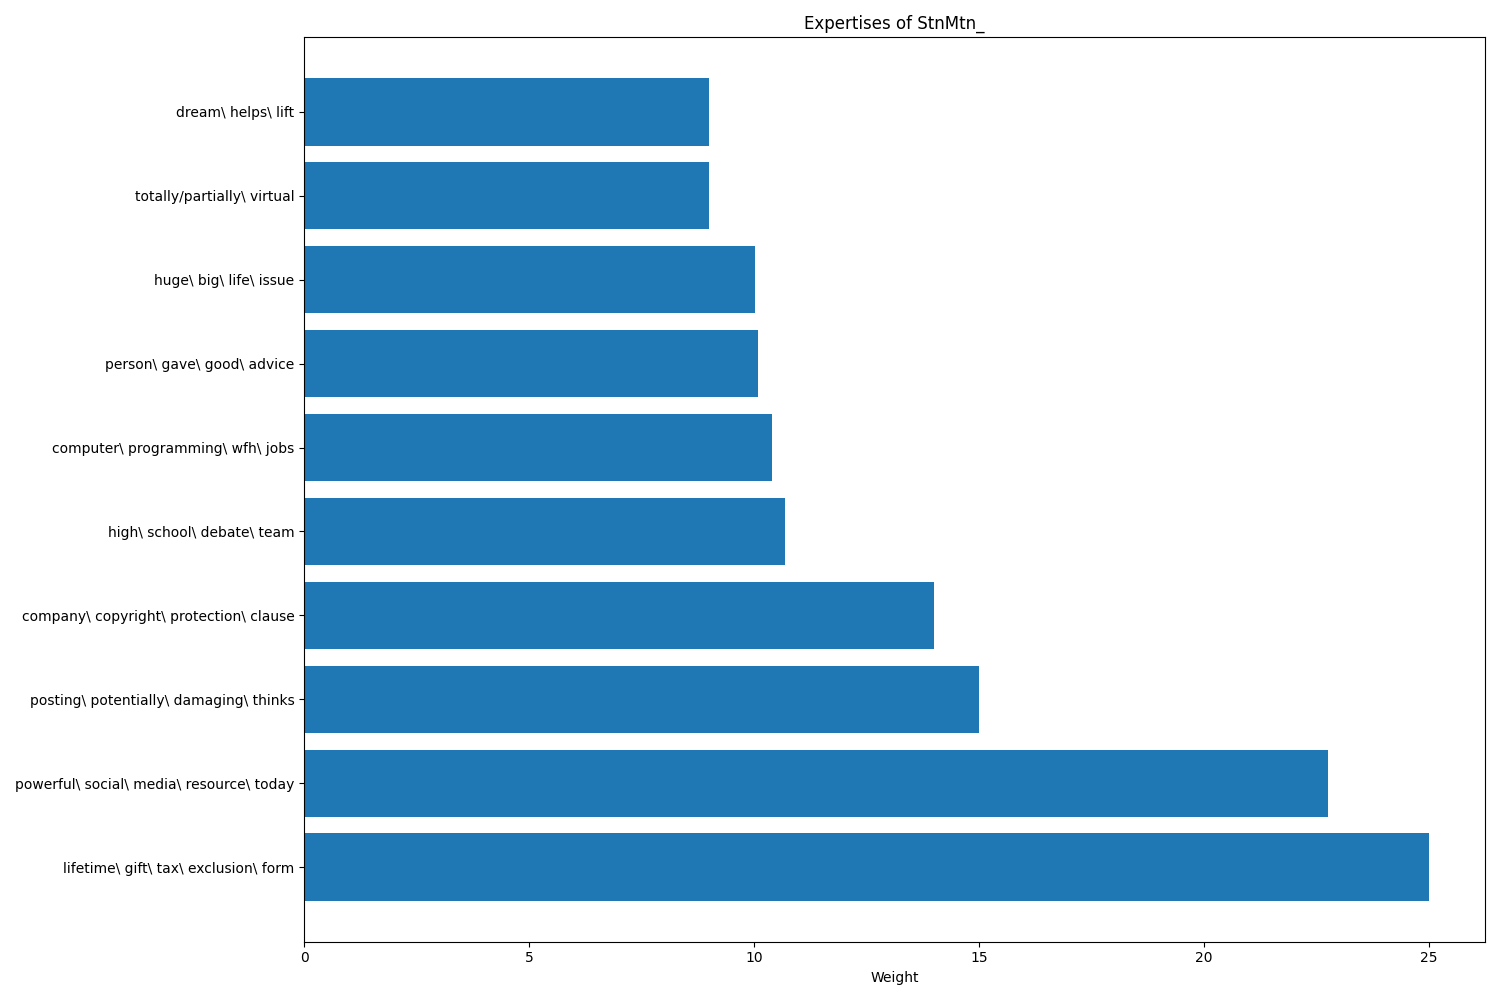 Expertises of StnMtn_
dream\ helps\ lift
totally/partially\ virtual
huge\ big\ life\ issue
person\ gave\ good\ advice
computer\ programming\ wfh\ jobs
high\ school\ debate\ team
company\ copyright\ protection\ clause
posting\ potentially\ damaging\ thinks
powerful\ social\ media\ resource\ today
lifetime\ gift\ tax\ exclusion\ form
0 5 10 15 20 25
Weight